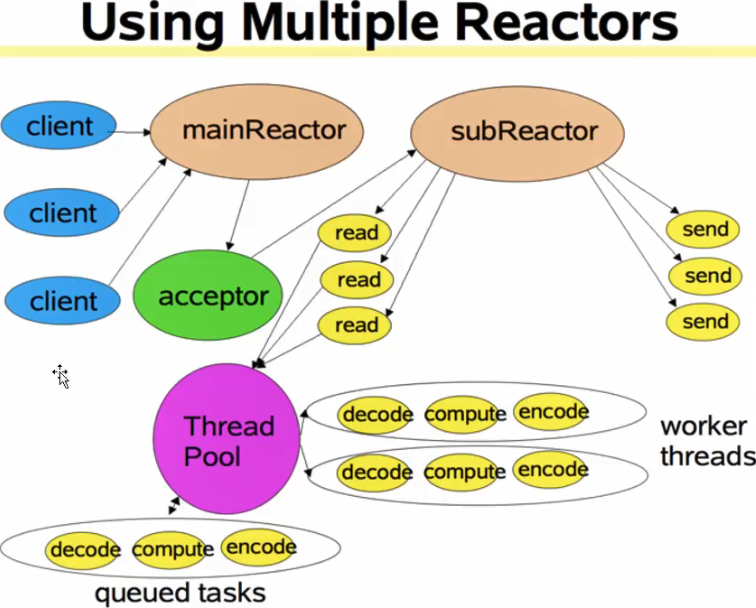 Using Multiple Reactors
client
mainReactor
subReactor
client
read
send
client
acceptor
read
send
read
send
Thread
Pool
decode compute encode
worker
threads
decode compute encode
decode compute encode
queued tasks